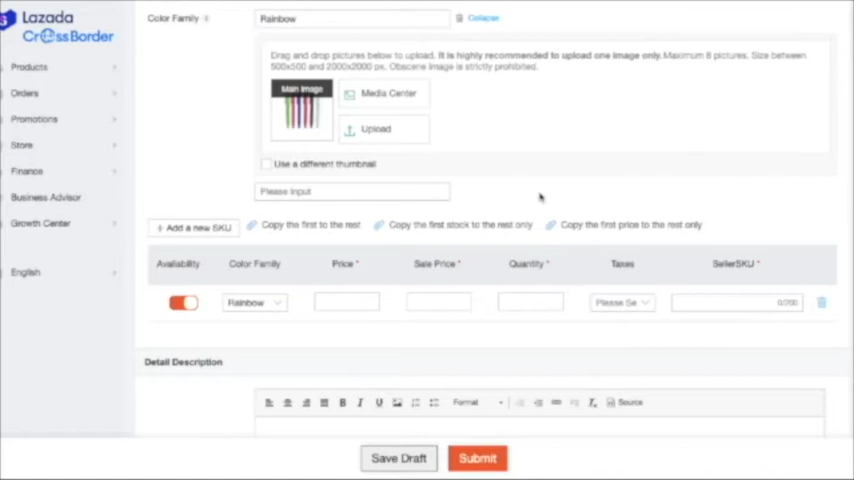 Lazada
CrossBorder
Products
Orders
Promotions
Store
Finance
Business Advisor
Growth Center
English
Color Family
Rainbow
Collapse
Drag and drop pictures below to upload. It is highly recommended to upload one image only. Maximum 8 pictures. Size between
500x500 and 2000x2000 px. Obscene image is strictly prohibited.
Main Image
Media Center
Upload
Use a different thumbnail
Please Input
+ Add a new SKU
Copy the first to the rest
Copy the first stock to the rest only
Copy the first price to the rest only
Availability
Color Family
Price *
Sale Price *
Quantity *
Taxes
SellerSKU *
Rainbow
Please Se
0/200
Detail Description
B I U
Format
Source
Save Draft
Submit